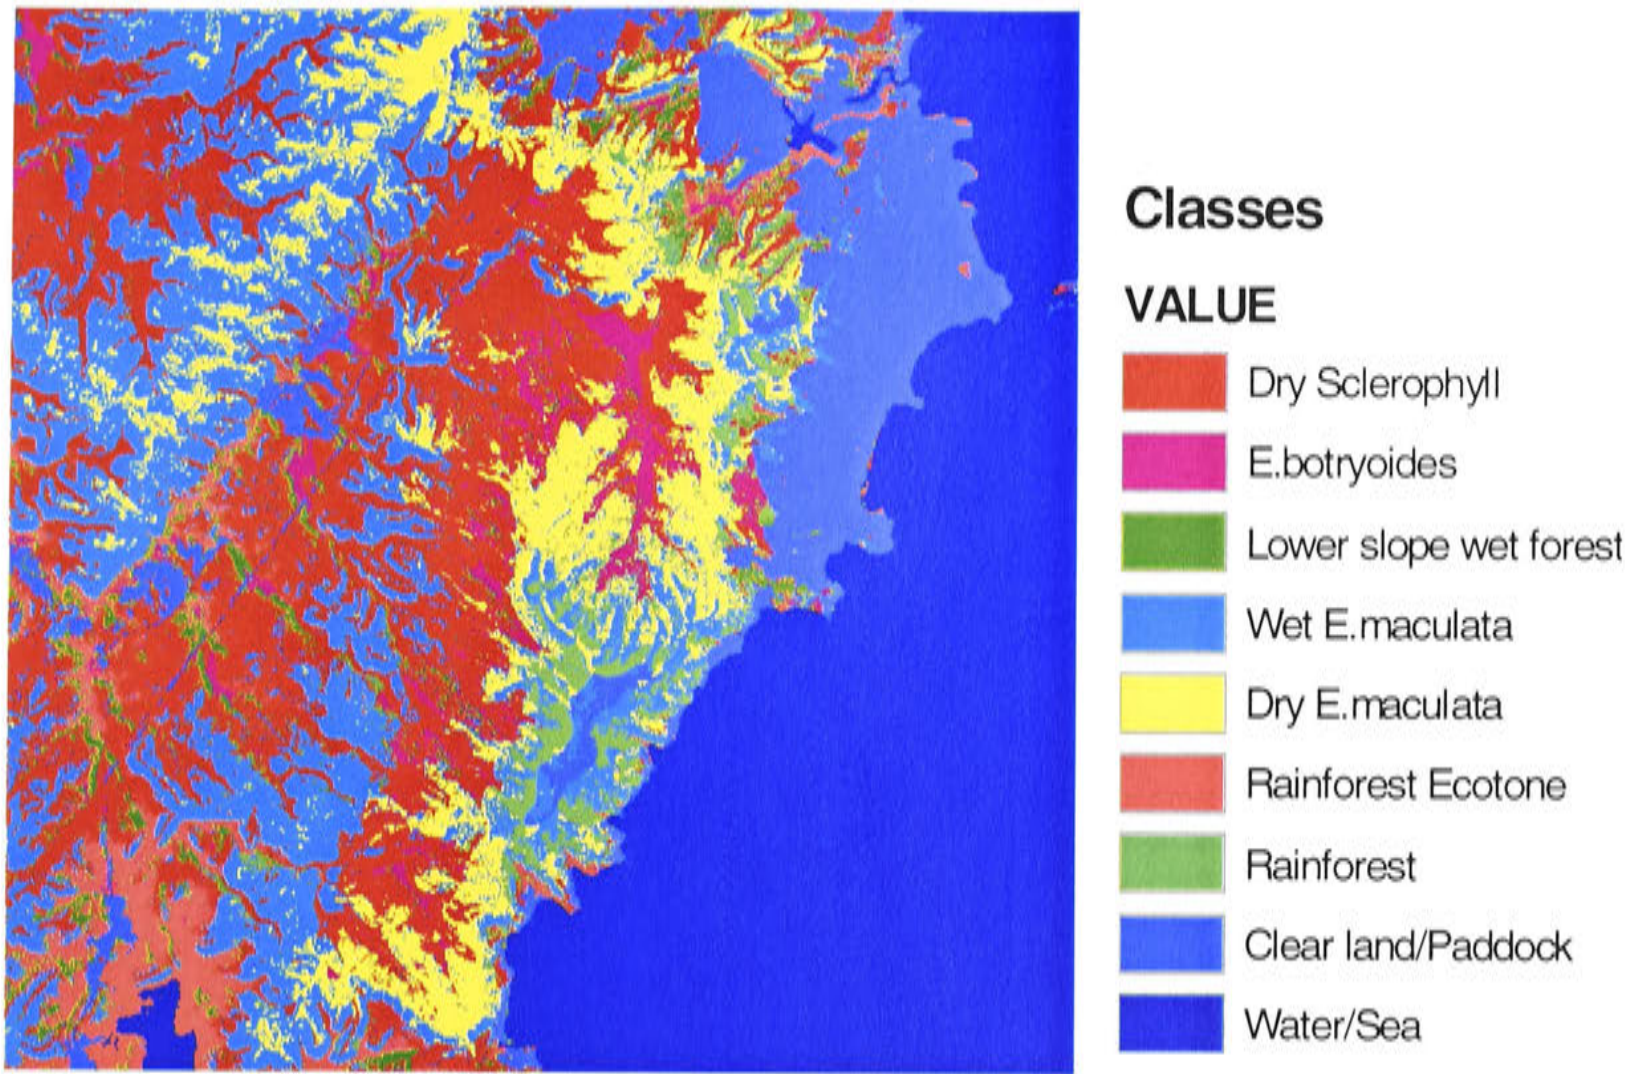 Classes
VALUE
Dry Sclerophyll
E.botryoides
Lower slope wet forest
Wet E.maculata
Dry E.maculata
Rainforest Ecotone
Rainforest
Clear land/Paddock
Water/Sea